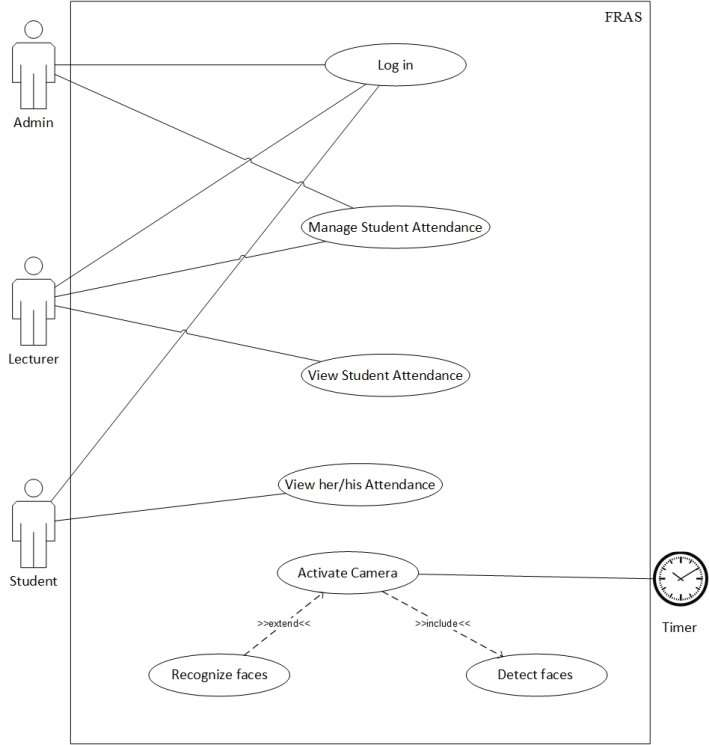 FRAS
Log in
Admin
Manage Student Attendance
Lecturer
View Student Attendance
View her/his Attendance
Student
Activate Camera
Timer
>>extend<<
>>include<<
Recognize faces
Detect faces